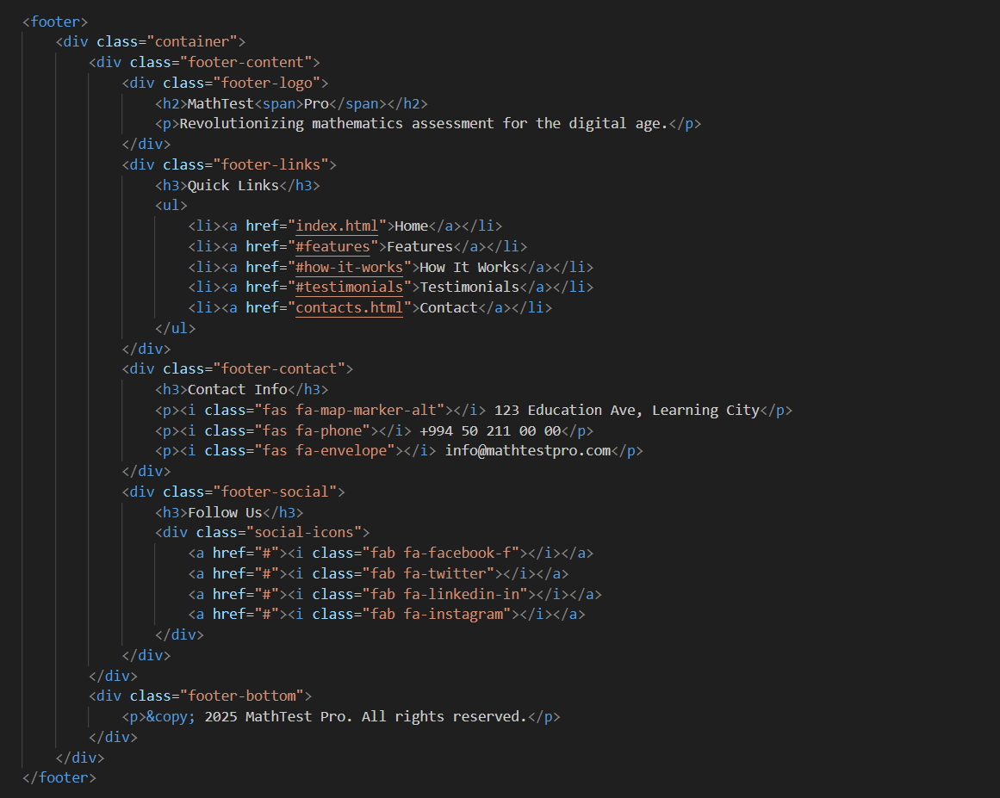 <footer>
    <div class="container">
        <div class="footer-content">
            <div class="footer-logo">
                <h2>MathTest<span>Pro</span></h2>
                <p>Revolutionizing mathematics assessment for the digital age.</p>
            </div>
            <div class="footer-links">
                <h3>Quick Links</h3>
                <ul>
                    <li><a href="index.html">Home</a></li>
                    <li><a href="#features">Features</a></li>
                    <li><a href="#how-it-works">How It Works</a></li>
                    <li><a href="#testimonials">Testimonials</a></li>
                    <li><a href="contacts.html">Contact</a></li>
                </ul>
            </div>
            <div class="footer-contact">
                <h3>Contact Info</h3>
                <p><i class="fas fa-map-marker-alt"></i> 123 Education Ave, Learning City</p>
                <p><i class="fas fa-phone"></i> +994 50 211 00 00</p>
                <p><i class="fas fa-envelope"></i> info@mathtestpro.com</p>
            </div>
            <div class="footer-social">
                <h3>Follow Us</h3>
                <div class="social-icons">
                    <a href="#"><i class="fab fa-facebook-f"></i></a>
                    <a href="#"><i class="fab fa-twitter"></i></a>
                    <a href="#"><i class="fab fa-linkedin-in"></i></a>
                    <a href="#"><i class="fab fa-instagram"></i></a>
                </div>
            </div>
        </div>
        <div class="footer-bottom">
            <p>&copy; 2025 MathTest Pro. All rights reserved.</p>
        </div>
    </div>
</footer>